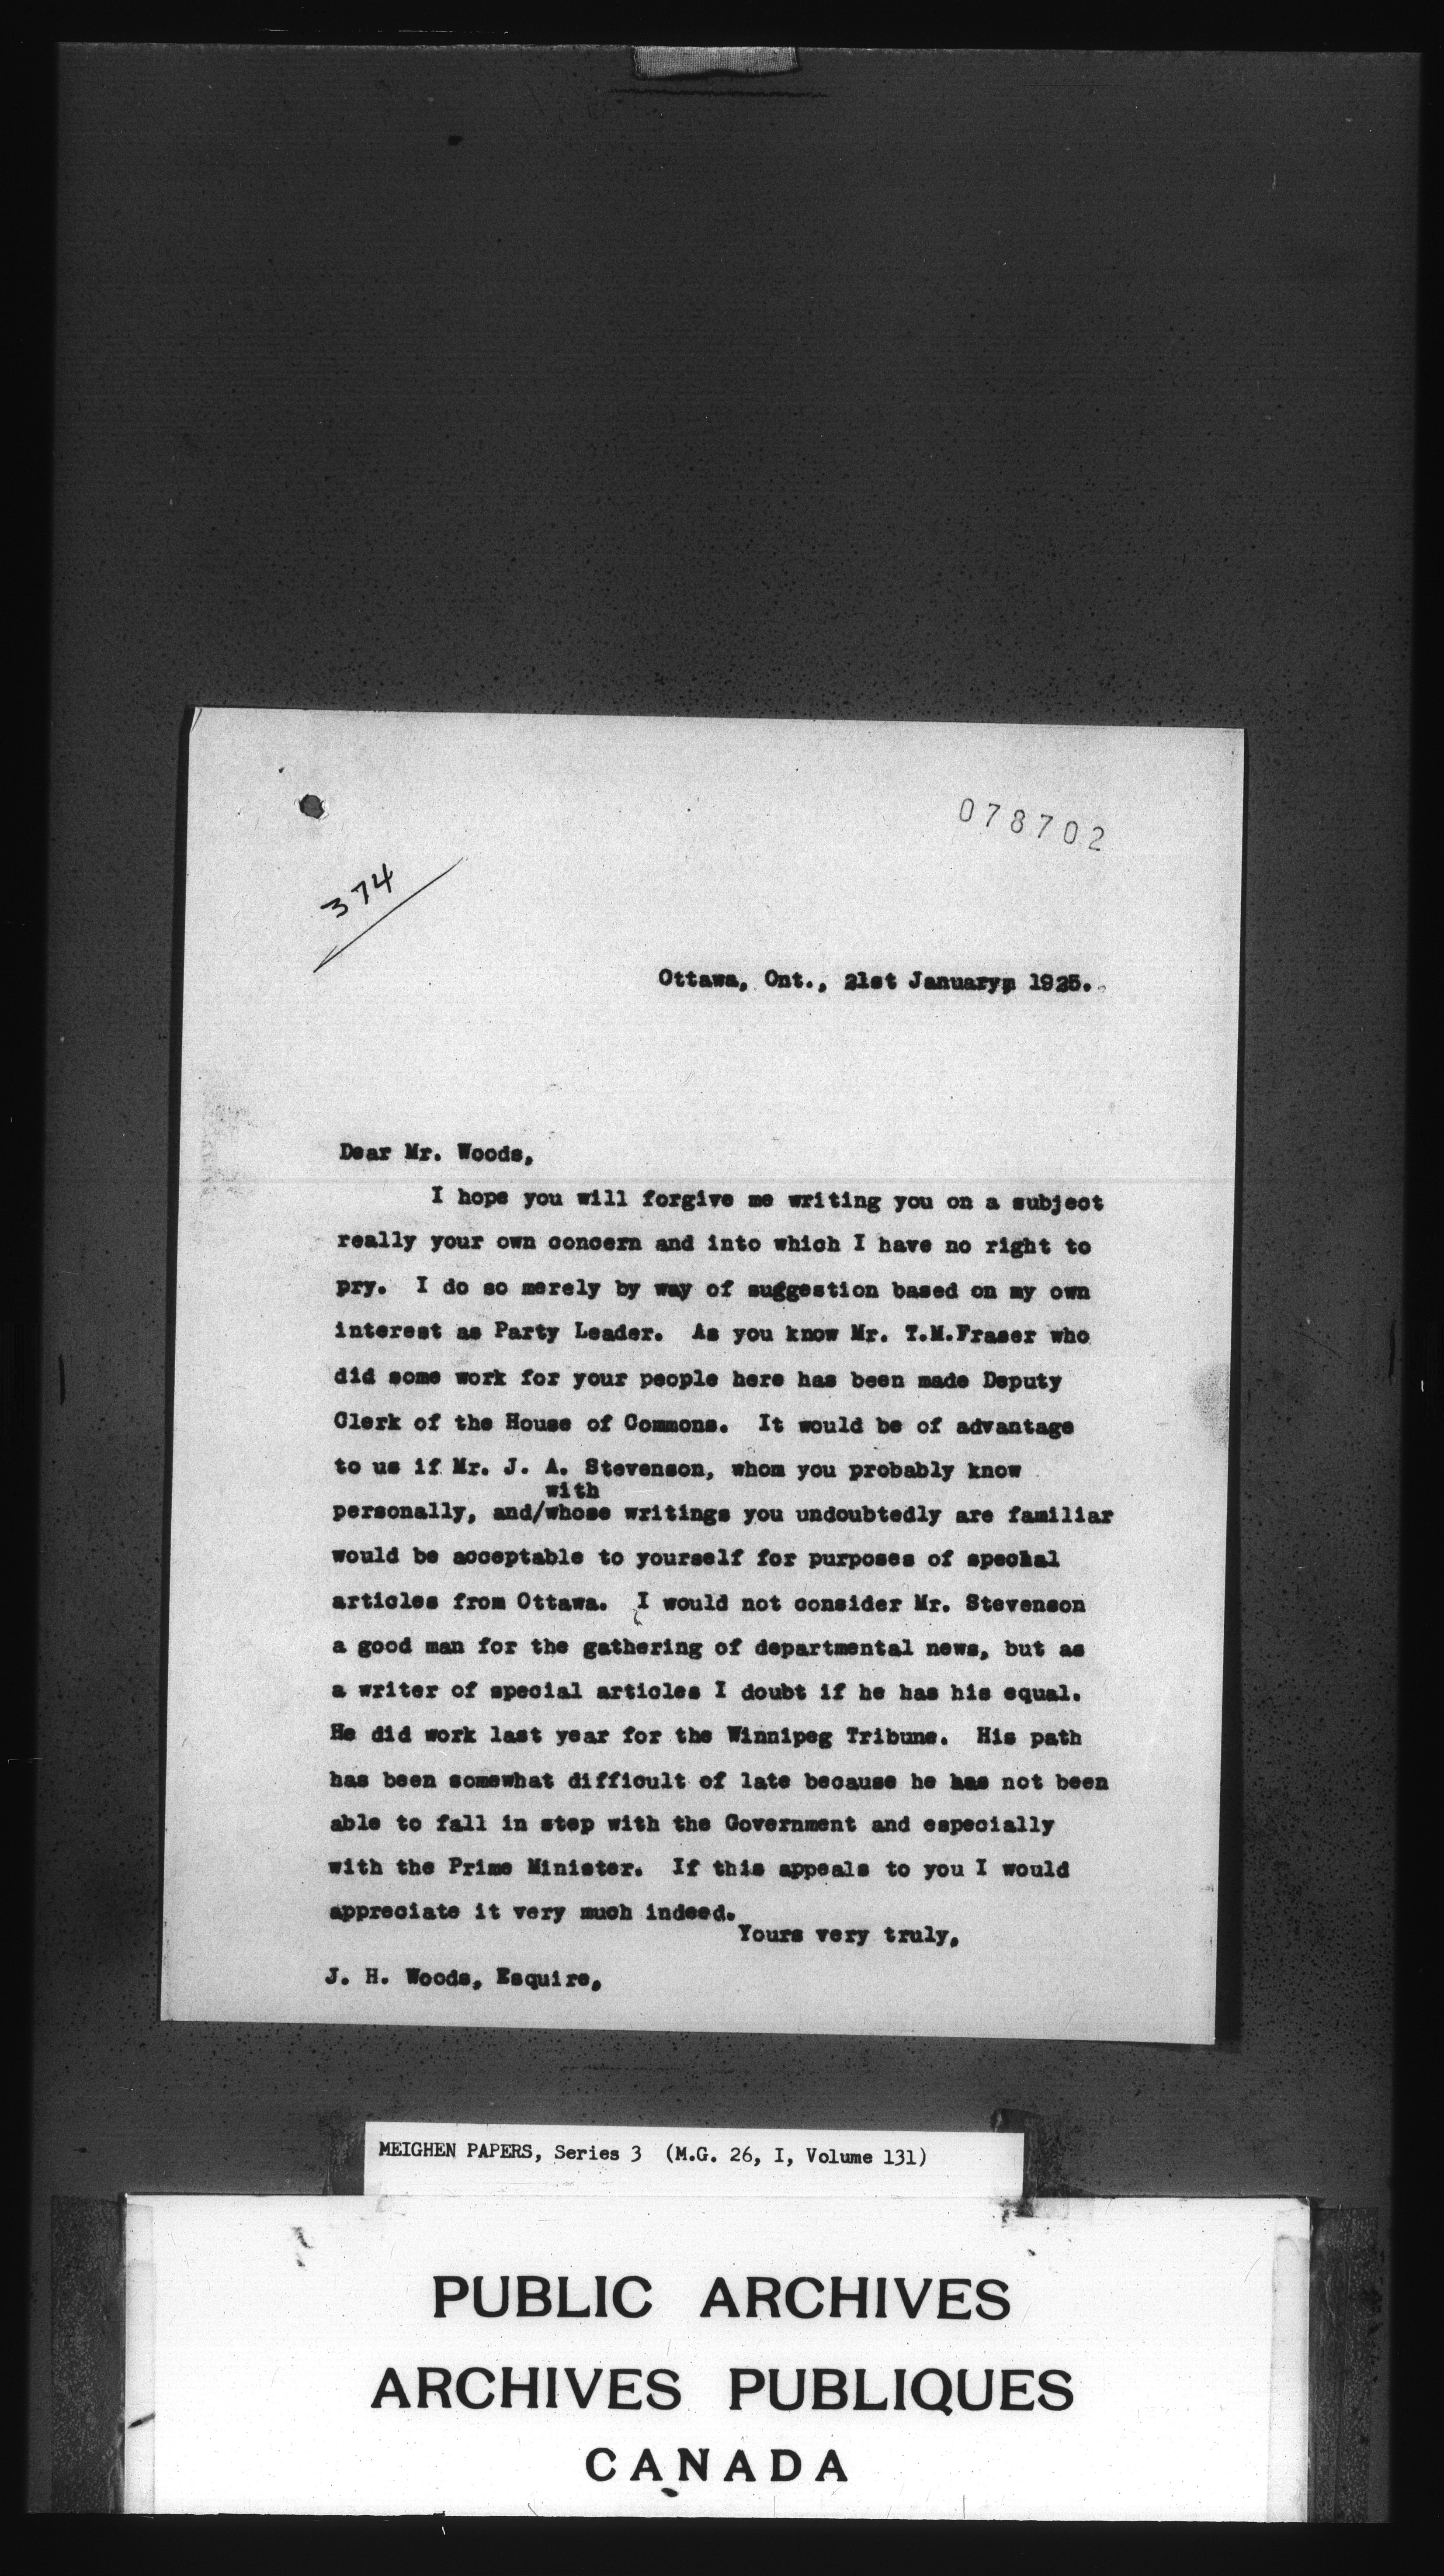 078702
374
Ottawa, Ont., 21st January, 1925.
Dear Mr. Woods,
I hope you will forgive me writing you on a subject
really your own concern and into which I have no right to
pry. I do so merely by way of suggestion based on my own
interest as Party Leader. As you know Mr. T.M.Fraser who
did some work for your people here has been made Deputy
Clerk of the House of Commons. It would be of advantage
to us if Mr. J. A. Stevenson, whom you probably know
with
personally, and/whose writings you undoubtedly are familiar
would be acceptable to yourself for purposes of special
articles from Ottawa. I would not consider Mr. Stevenson
a good man for the gathering of departmental news, but as
a writer of special articles I doubt if he has his equal.
He did work last year for the Winnipeg Tribune. His path
has been somewhat difficult of late because he has not been
able to fall in step with the Government and especially
with the Prime Minister. If this appeals to you I would
appreciate it very much indeed.
Yours very truly,
J. H. Woods, Esquire,
MEIGHEN PAPERS, Series 3 (M.G. 26, I, Volume 131)
PUBLIC ARCHIVES
ARCHIVES PUBLIQUES
CANADA